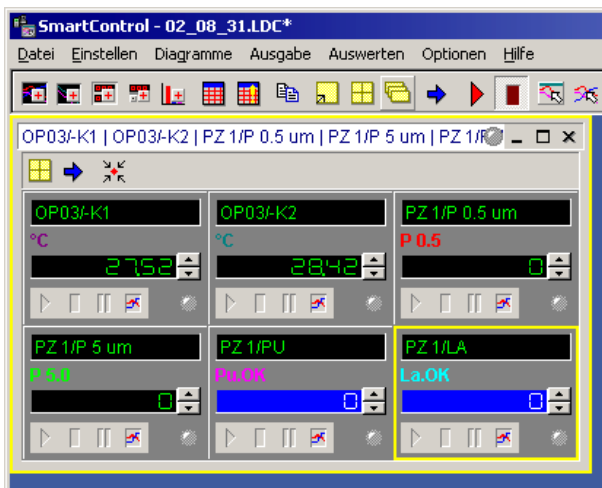 SmartControl - 02_08_31.LDC*
Datei Einstellen Diagramme Ausgabe Auswerten Optionen Hilfe
OP03/-K1 | OP03/-K2 | PZ 1/P 0.5 um | PZ 1/P 5 um | PZ 1/
OP03/-K1 OP03/-K2 PZ 1/P 0.5 um
°C °C P 0.5
27.52 28.42 0
PZ 1/P 5 um PZ 1/PU PZ 1/LA
P 5.0 Pu.OK La.OK
0 0 0